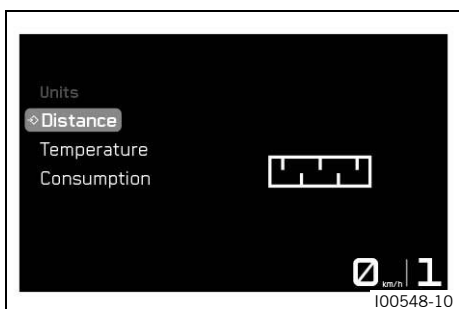 Units
Distance
Temperature
Consumption
0 km/h 1
I00548-10